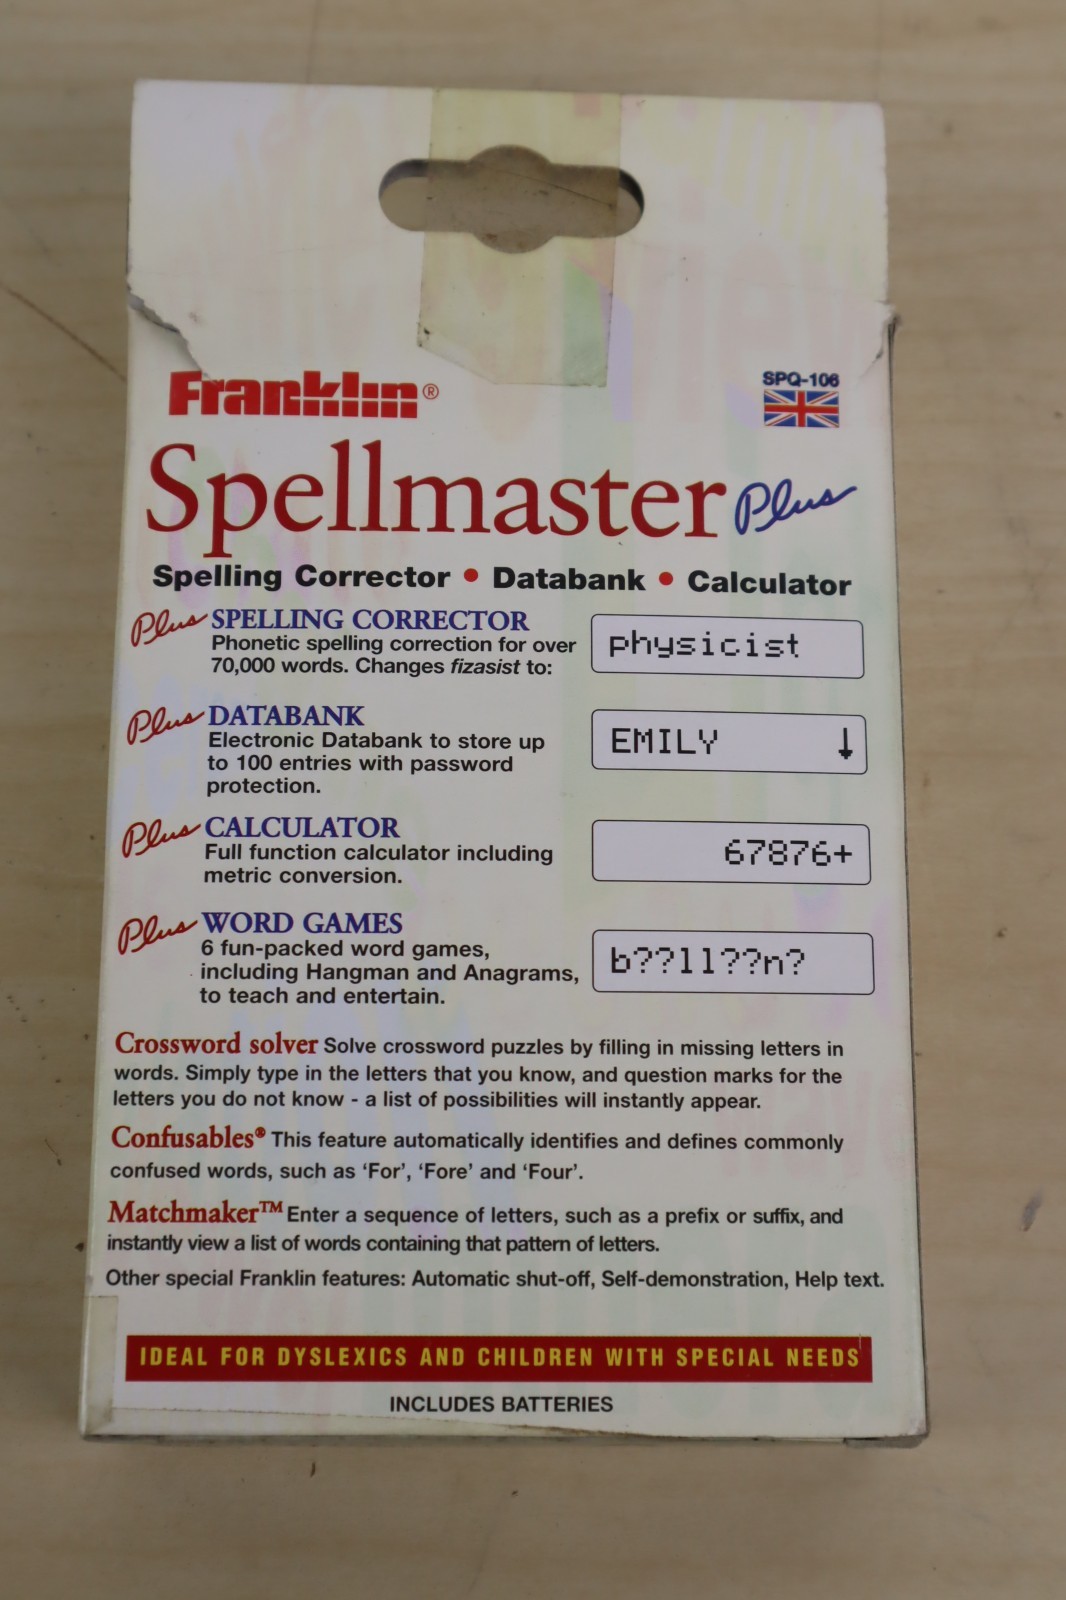 Franklin®
SPQ-106
Spellmaster Plus
Spelling Corrector • Databank • Calculator
Plus SPELLING CORRECTOR
Phonetic spelling correction for over
70,000 words. Changes fizasist to:
physicist
Plus DATABANK
Electronic Databank to store up
to 100 entries with password
protection.
EMILY ↓
Plus CALCULATOR
Full function calculator including
metric conversion.
67876+
Plus WORD GAMES
6 fun-packed word games,
including Hangman and Anagrams,
to teach and entertain.
b??ll??n?
Crossword solver Solve crossword puzzles by filling in missing letters in
words. Simply type in the letters that you know, and question marks for the
letters you do not know - a list of possibilities will instantly appear.
Confusables® This feature automatically identifies and defines commonly
confused words, such as ‘For’, ‘Fore’ and ‘Four’.
Matchmaker™ Enter a sequence of letters, such as a prefix or suffix, and
instantly view a list of words containing that pattern of letters.
Other special Franklin features: Automatic shut-off, Self-demonstration, Help text.
IDEAL FOR DYSLEXICS AND CHILDREN WITH SPECIAL NEEDS
INCLUDES BATTERIES